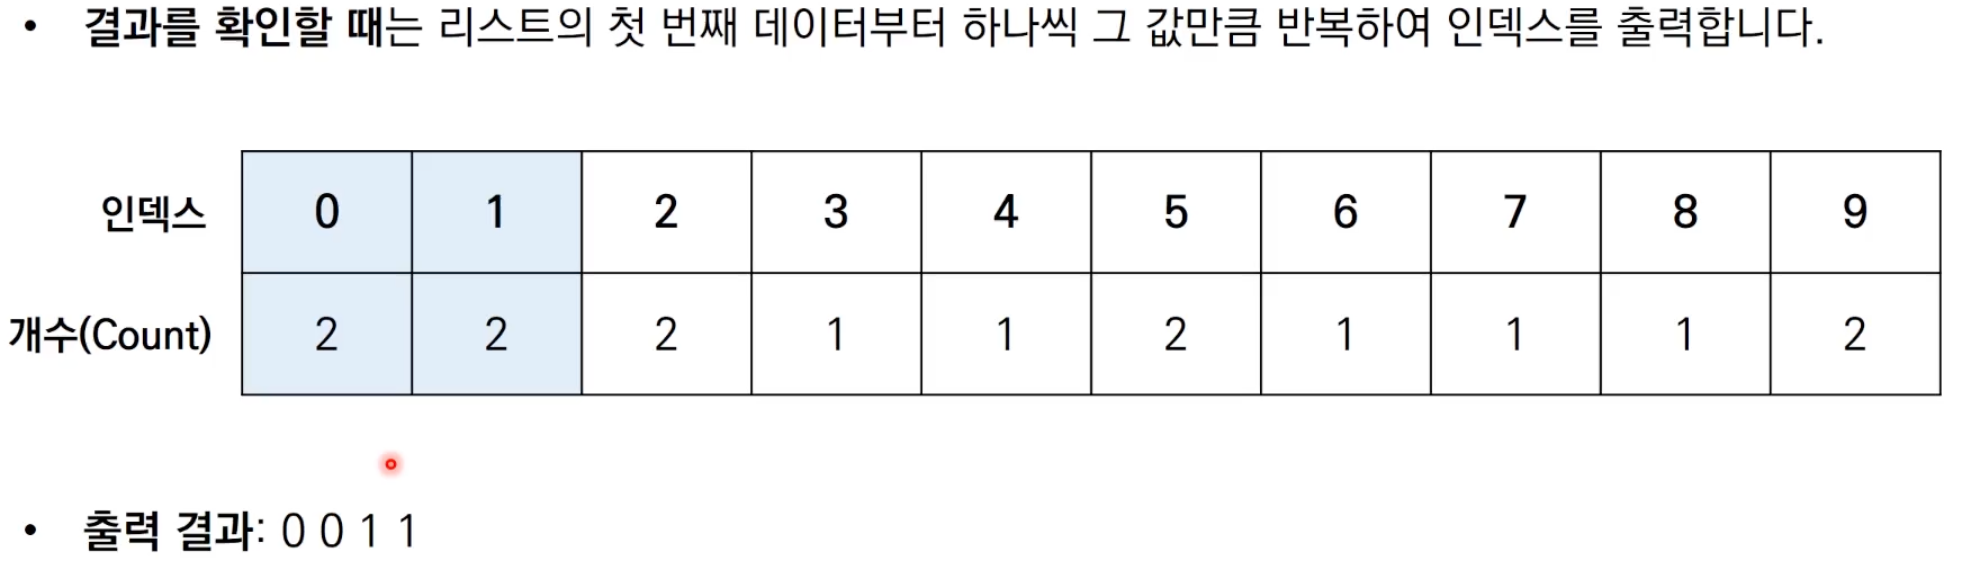 • 결과를 확인할 때는 리스트의 첫 번째 데이터부터 하나씩 그 값만큼 반복하여 인덱스를 출력합니다.
인덱스 0 1 2 3 4 5 6 7 8 9
개수(Count) 2 2 2 1 1 2 1 1 1 2
• 출력 결과: 0 0 1 1